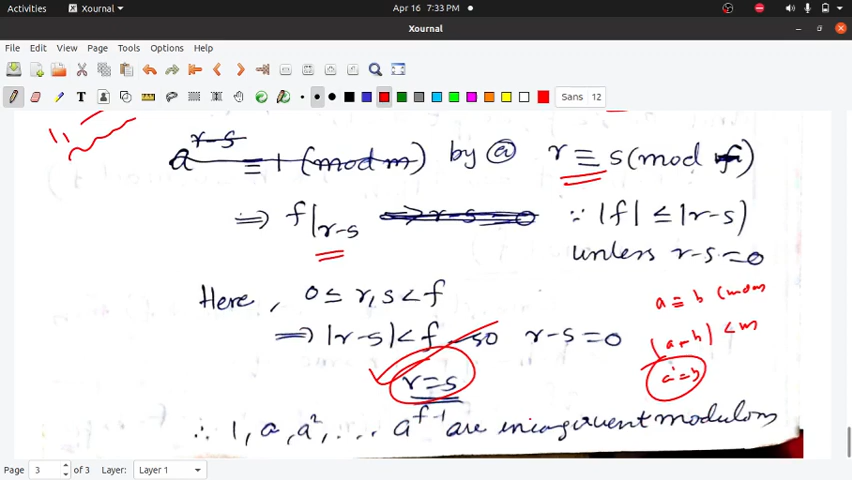 Activities Xournal Apr 16 7:33 PM
Xournal
File Edit View Page Tools Options Help
Sans 12
a^{r-s} ≡ 1 (mod m) by ⓐ r ≡ s (mod f)
⇒ f | r-s ⇔ r-s=0 ∵ |f| ≤ |r-s|
unless r-s=0
Here, 0 ≤ r, s < f
a ≡ b (mod m
⇒ |r-s| < f so r-s=0
< m
r=s
a=b
∴ 1, a, a², .... a^{f-1} are incongruent modulo m
Page 3 of 3 Layer: Layer 1